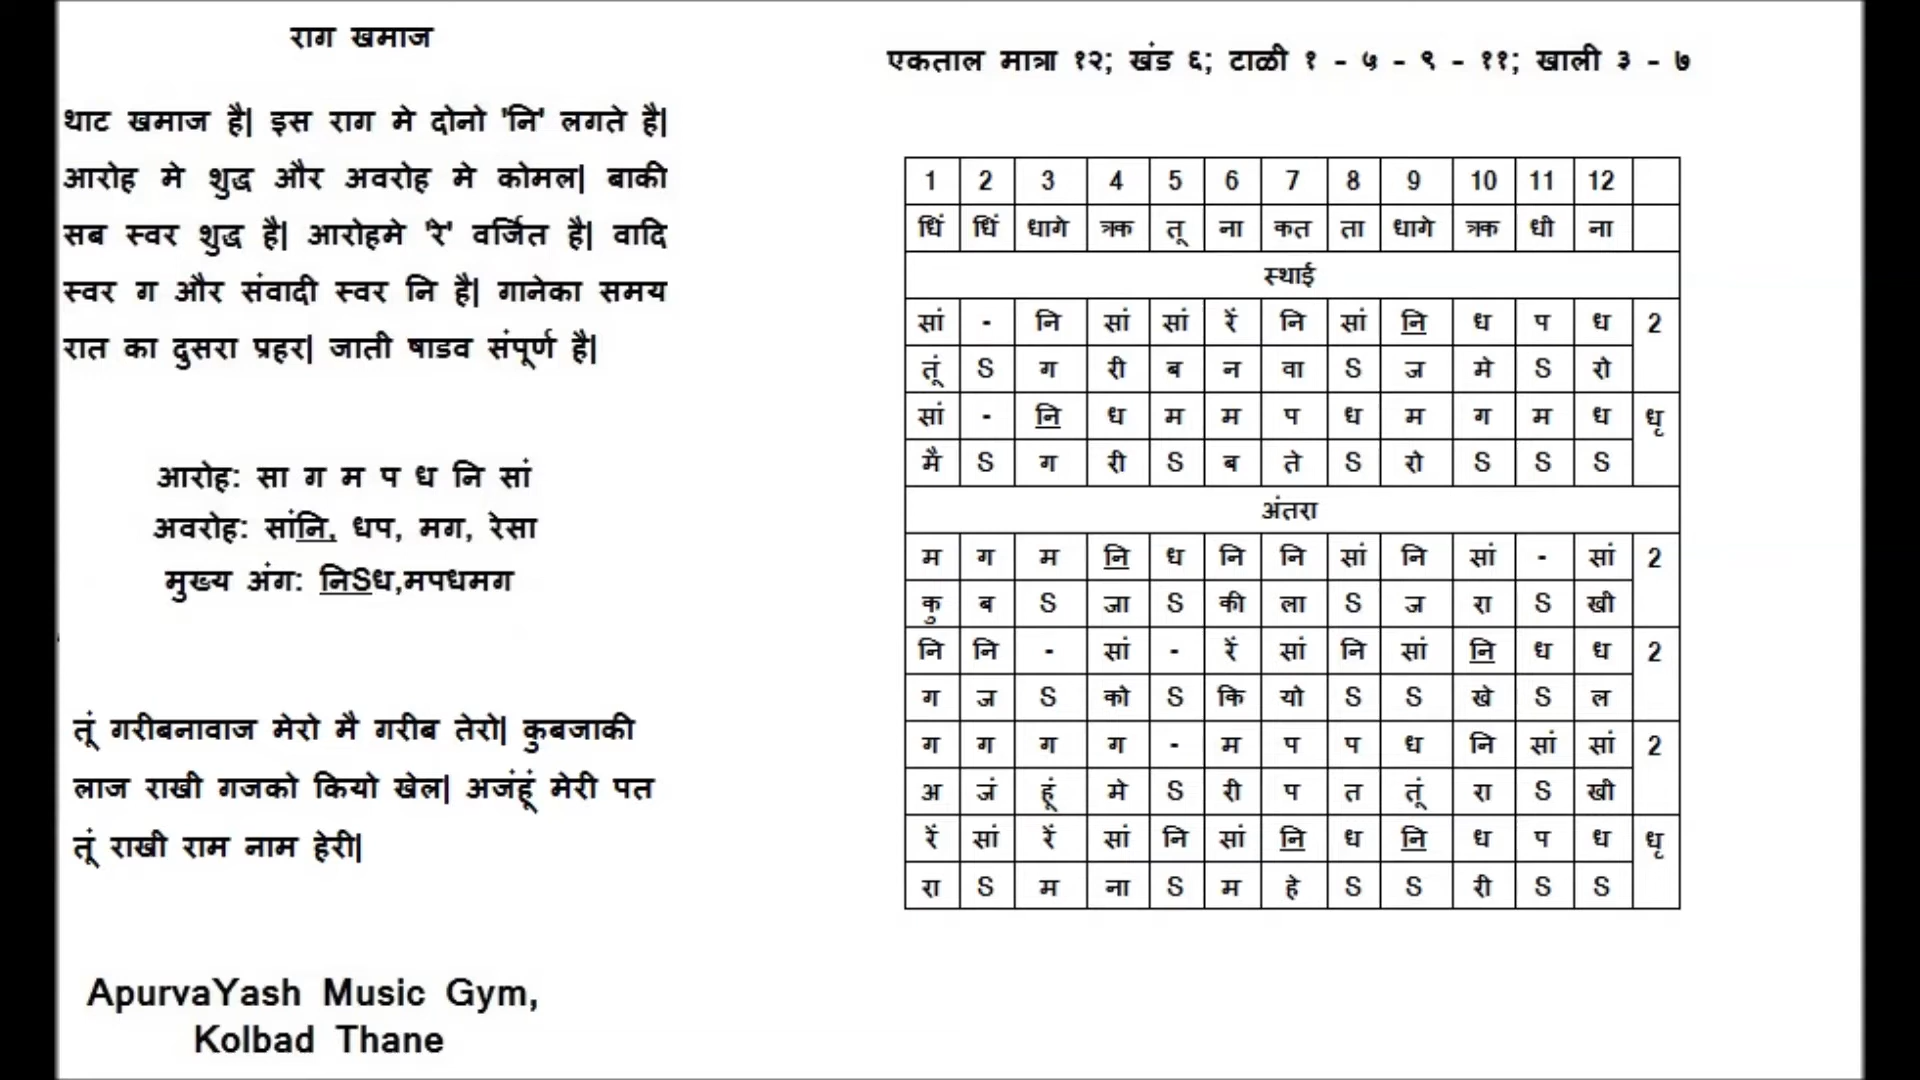 राग खमाज
थाट खमाज है| इस राग मे दोनो 'नि' लगते है|
आरोह मे शुद्ध और अवरोह मे कोमल| बाकी
सब स्वर शुद्ध है| आरोहमे 'रे' वर्जित है| वादि
स्वर ग और संवादी स्वर नि है| गानेका समय
रात का दुसरा प्रहर| जाती षाडव संपूर्ण है|
आरोह: सा ग म प ध नि सां
अवरोह: सांनि, धप, मग, रेसा
मुख्य अंग: निSध,मपधमग
तूं गरीबनावाज मेरो मै गरीब तेरो| कुबजाकी
लाज राखी गजको कियो खेल| अजंहूं मेरी पत
तूं राखी राम नाम हेरी|
ApurvaYash Music Gym,
Kolbad Thane
एकताल मात्रा १२; खंड ६; टाळी १ - ५ - ९ - ११; खाली ३ - ७
1 2 3 4 5 6 7 8 9 10 11 12
धिं धिं धागे त्रक तू ना कत ता धागे त्रक धी ना
स्थाई
सां - नि सां सां रें नि सां नि ध प ध 2
तूं S ग री ब न वा S ज मे S रो
सां - नि ध म म प ध म ग म ध धृ
मै S ग री S ब ते S रो S S S
अंतरा
म ग म नि ध नि नि सां नि सां - सां 2
कु ब S जा S की ला S ज रा S खी
नि नि - सां - रें सां नि सां नि ध ध 2
ग ज S को S कि यो S S खे S ल
ग ग ग ग - म प प ध नि सां सां 2
अ जं हूं मे S री प त तूं रा S खी
रें सां रें सां नि सां नि ध नि ध प ध धृ
रा S म ना S म हे S S री S S